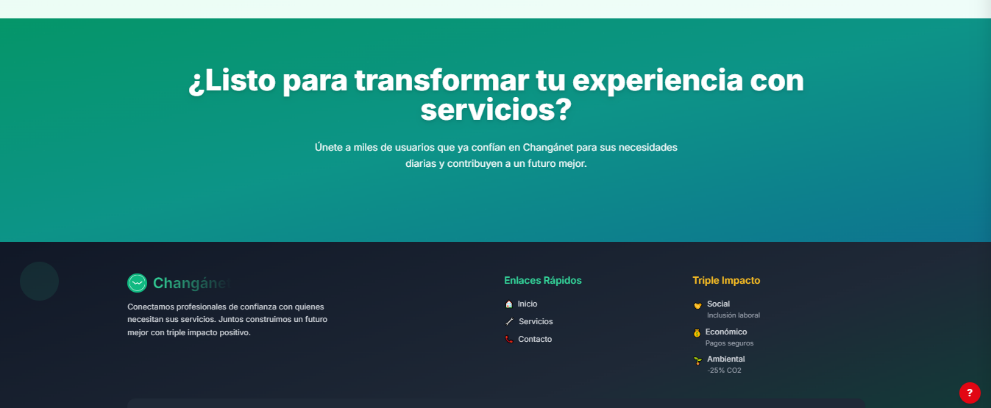 ¿Listo para transformar tu experiencia con
servicios?
Únete a miles de usuarios que ya confían en Changánet para sus necesidades
diarias y contribuyen a un futuro mejor.
Changánet
Conectamos profesionales de confianza con quienes
necesitan sus servicios. Juntos construimos un futuro
mejor con triple impacto positivo.
Enlaces Rápidos
Inicio
Servicios
Contacto
Triple Impacto
Social
Inclusión laboral
Económico
Pagos seguros
Ambiental
-25% CO2
?